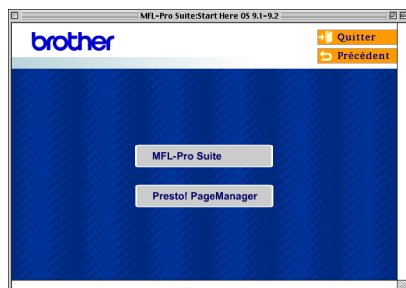 MFL-Pro Suite:Start Here OS 9.1-9.2
brother
Quitter
Précédent
MFL-Pro Suite
Presto! PageManager